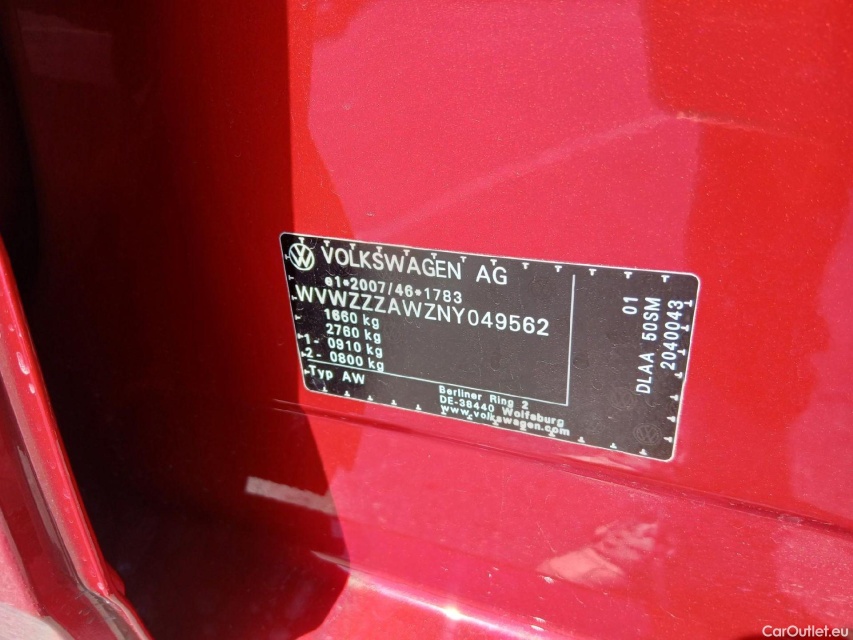 VOLKSWAGEN AG
e1*2007/46*1783
WVWZZZAWZNY049562
1660 kg
2760 kg
1- 0910 kg
2- 0800 kg
Typ AW
Berliner Ring 2
DE-38440 Wolfsburg
www.volkswagen.com
01
DLAA 50SM
2040043
CarOutlet.eu